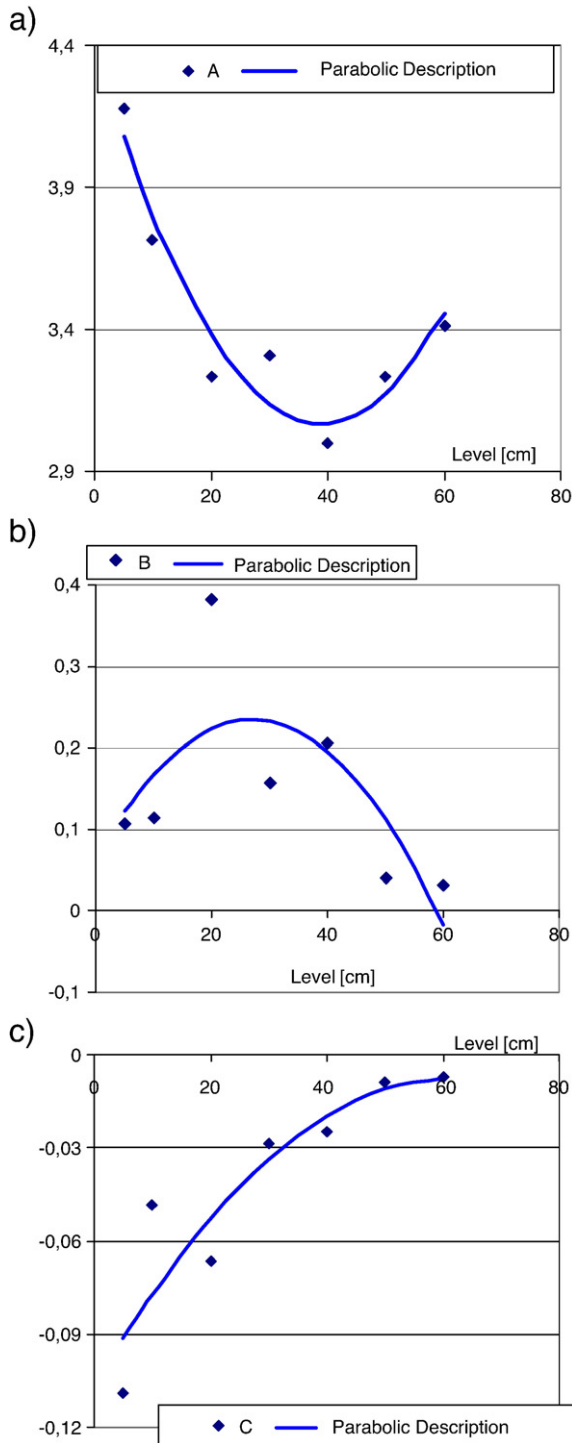 a)
4,4
A Parabolic Description
3,9
3,4
Level [cm]
2,9
0 20 40 60 80
b)
B Parabolic Description
0,4
0,3
0,2
0,1
0
0 20 40 60 80
Level [cm]
-0,1
c)
Level [cm]
0
0 20 40 60 80
-0,03
-0,06
-0,09
-0,12
C Parabolic Description